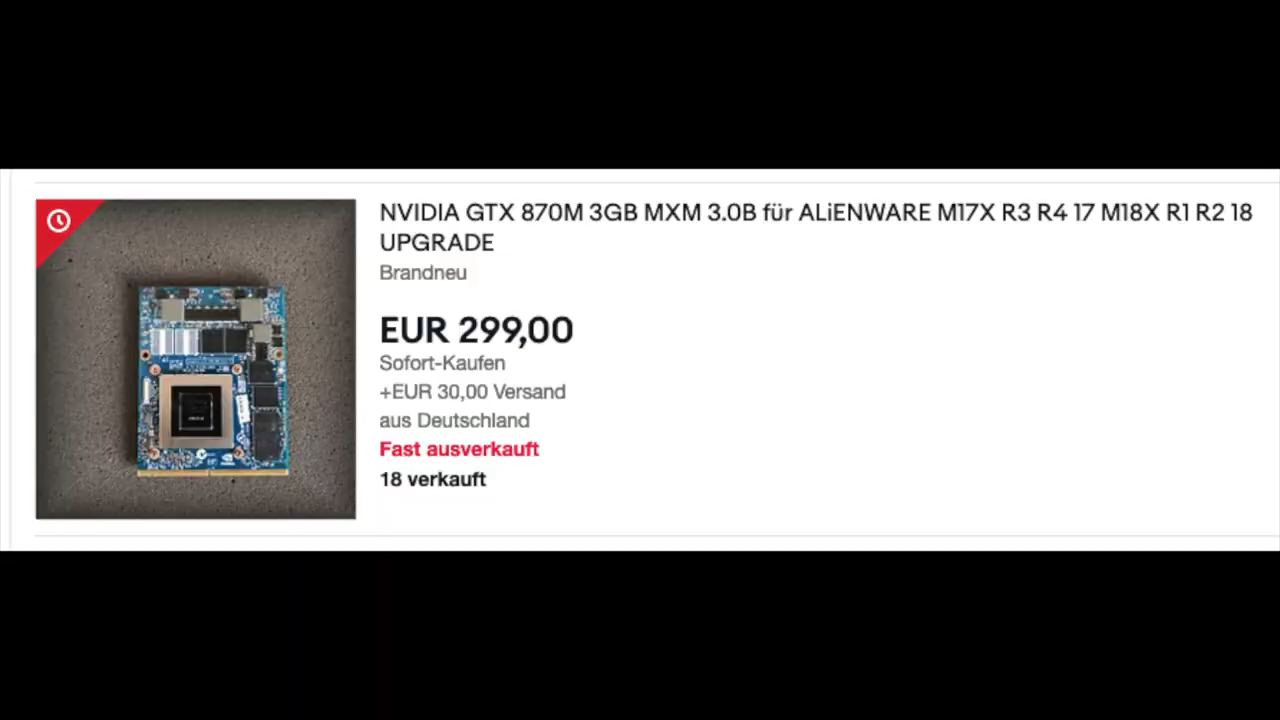 NVIDIA GTX 870M 3GB MXM 3.0B für ALiENWARE M17X R3 R4 17 M18X R1 R2 18
UPGRADE
Brandneu
EUR 299,00
Sofort-Kaufen
+EUR 30,00 Versand
aus Deutschland
Fast ausverkauft
18 verkauft